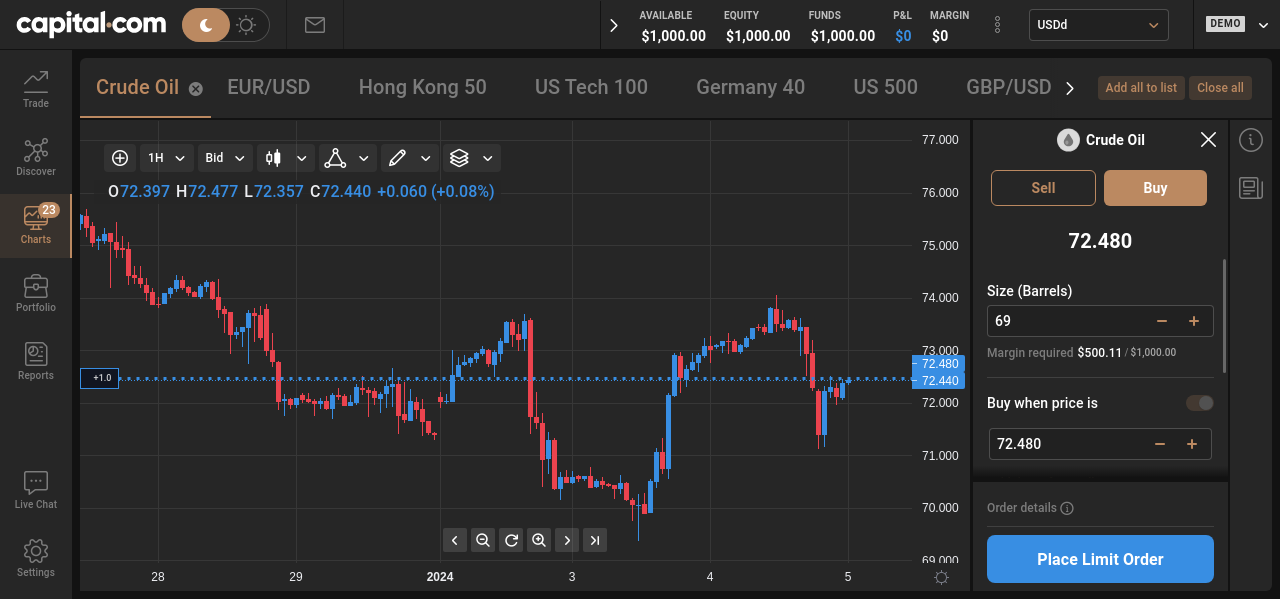 capital.com
AVAILABLE EQUITY FUNDS P&L MARGIN
$1,000.00 $1,000.00 $1,000.00 $0 $0
USDd
DEMO
Trade
Discover
23
Charts
Portfolio
Reports
Live Chat
Settings
Crude Oil EUR/USD Hong Kong 50 US Tech 100 Germany 40 US 500 GBP/USD
Add all to list Close all
1H Bid
O72.397 H72.477 L72.357 C72.440 +0.060 (+0.08%)
+1.0
77.000
76.000
75.000
74.000
73.000
72.480
72.440
72.000
71.000
70.000
69.000
28 29 2024 3 4 5
Crude Oil
Sell Buy
72.480
Size (Barrels)
69
Margin required $500.11 / $1,000.00
Buy when price is
72.480
Order details
Place Limit Order